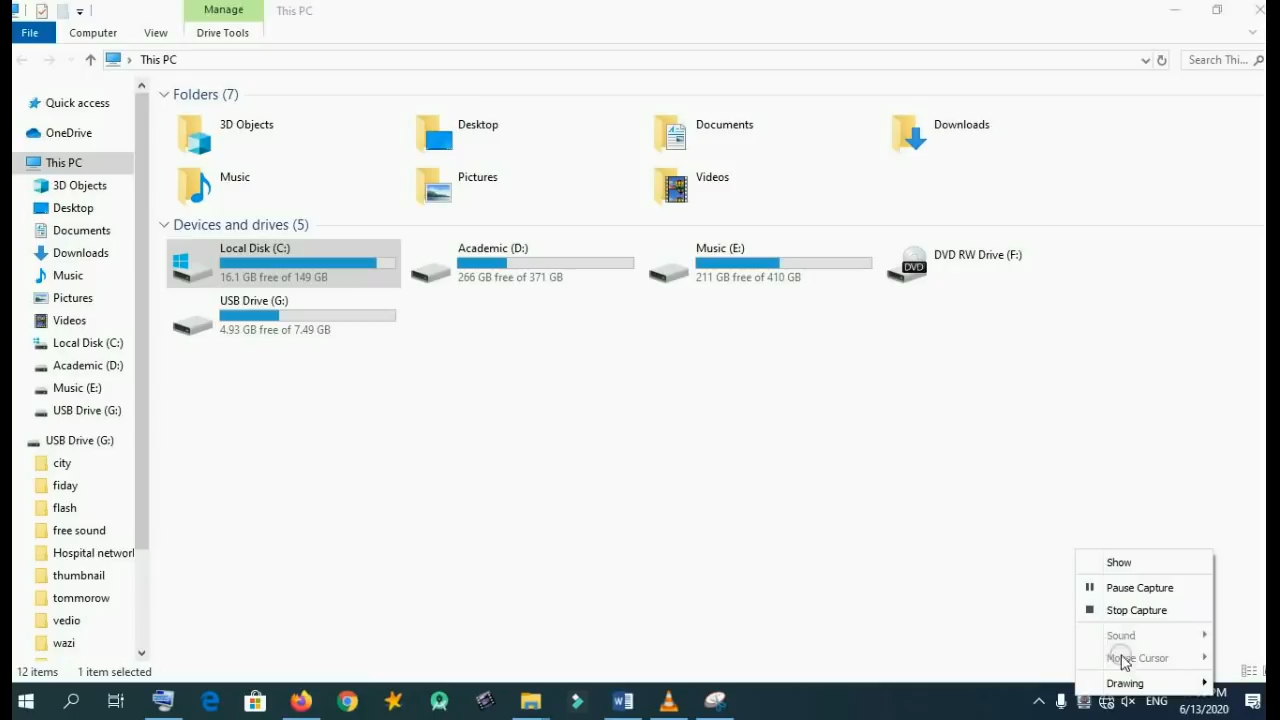 Manage
This PC
File
Computer
View
Drive Tools
This PC
Search Thi...
Quick access
OneDrive
This PC
3D Objects
Desktop
Documents
Downloads
Music
Pictures
Videos
Local Disk (C:)
Academic (D:)
Music (E:)
USB Drive (G:)
USB Drive (G:)
city
fiday
flash
free sound
Hospital networ
thumbnail
tommorow
vedio
wazi
Folders (7)
3D Objects
Desktop
Documents
Downloads
Music
Pictures
Videos
Devices and drives (5)
Local Disk (C:)
16.1 GB free of 149 GB
Academic (D:)
266 GB free of 371 GB
Music (E:)
211 GB free of 410 GB
DVD
DVD RW Drive (F:)
USB Drive (G:)
4.93 GB free of 7.49 GB
Show
Pause Capture
Stop Capture
Sound
Mouse Cursor
Drawing
12 items
1 item selected
ENG
PM
6/13/2020